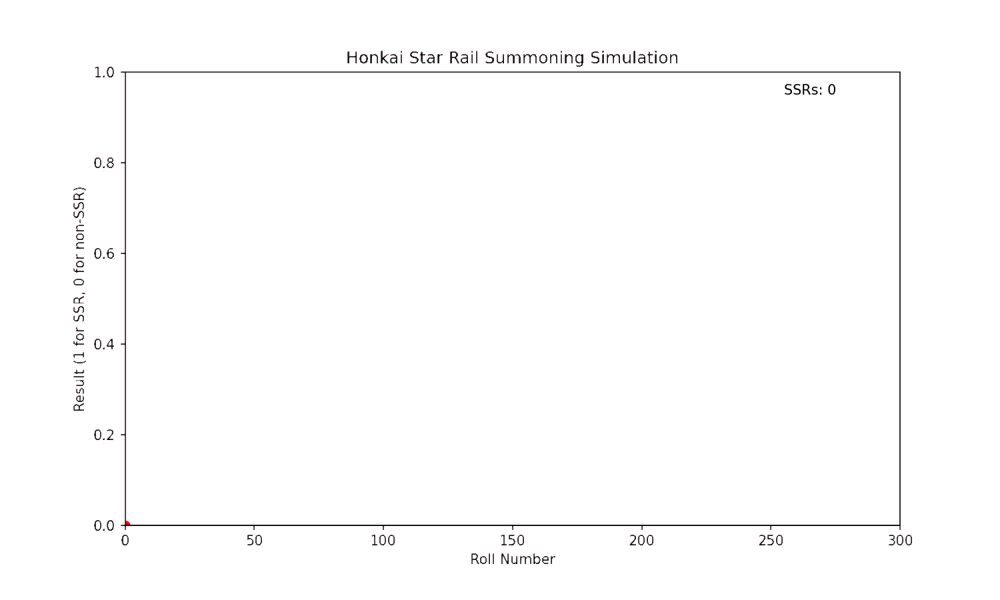 Honkai Star Rail Summoning Simulation
SSRs: 0
Result (1 for SSR, 0 for non-SSR)
1.0
0.8
0.6
0.4
0.2
0.0
0 50 100 150 200 250 300
Roll Number